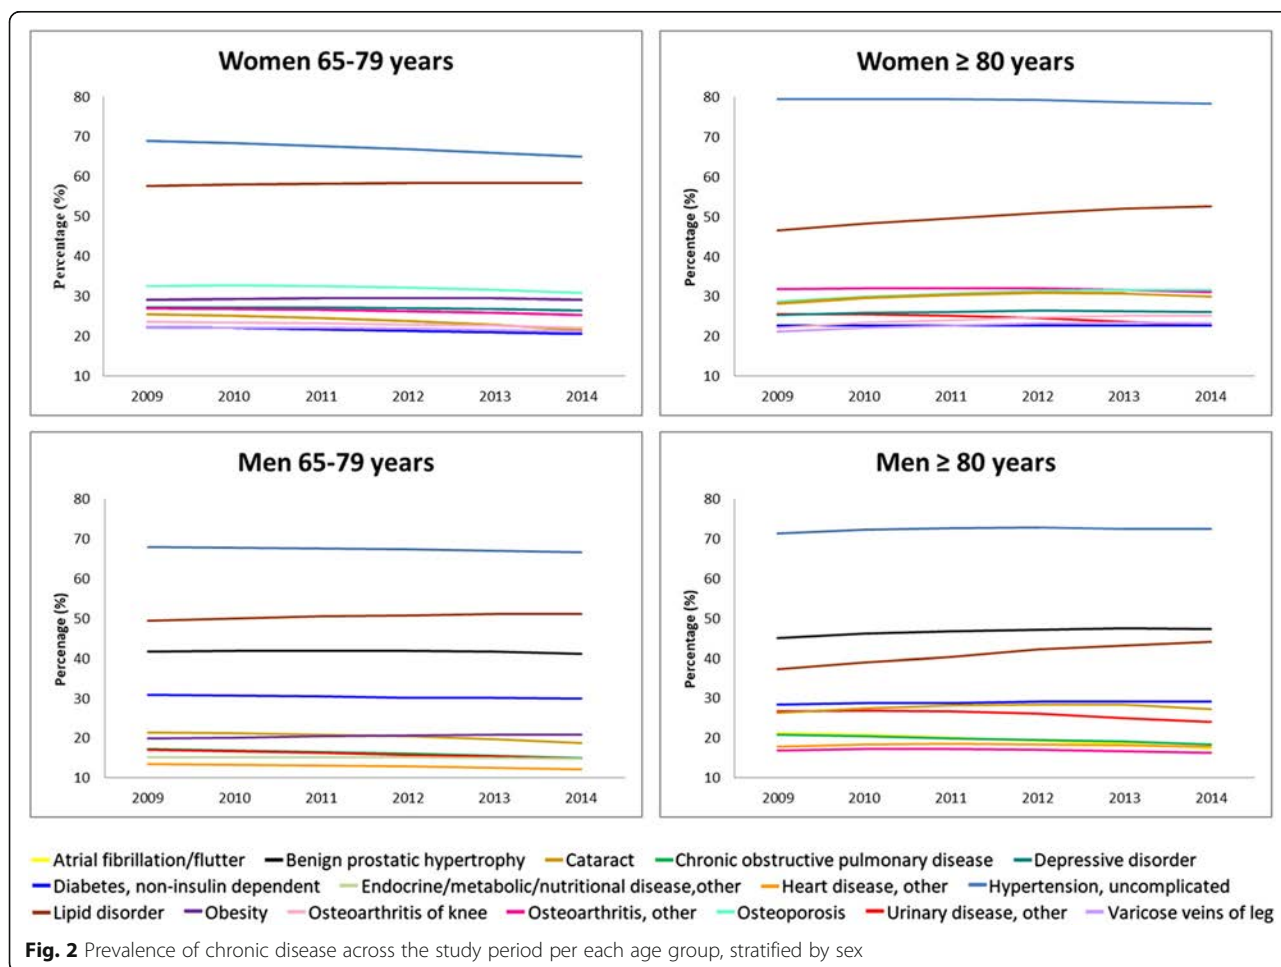 Women 65-79 years
80
70
60
50
40
30
20
10
Percentage (%)
2009 2010 2011 2012 2013 2014
Women ≥ 80 years
80
70
60
50
40
30
20
10
Percentage (%)
2009 2010 2011 2012 2013 2014
Men 65-79 years
80
70
60
50
40
30
20
10
Percenage (%)
2009 2010 2011 2012 2013 2014
Men ≥ 80 years
80
70
60
50
40
30
20
10
Percentage (%)
2009 2010 2011 2012 2013 2014
Atrial fibrillation/flutter Benign prostatic hypertrophy Cataract Chronic obstructive pulmonary disease Depressive disorder
Diabetes, non-insulin dependent Endocrine/metabolic/nutritional disease,other Heart disease, other Hypertension, uncomplicated
Lipid disorder Obesity Osteoarthritis of knee Osteoarthritis, other Osteoporosis Urinary disease, other Varicose veins of leg
Fig. 2 Prevalence of chronic disease across the study period per each age group, stratified by sex